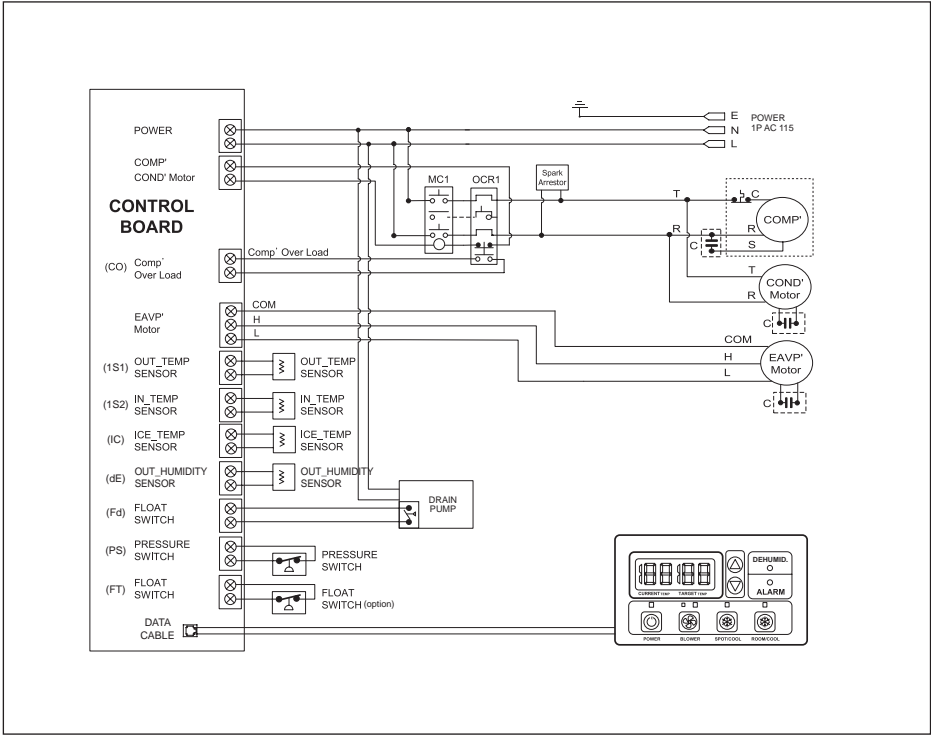 POWER
COMP'
COND' Motor
CONTROL
BOARD
(CO) Comp'
Over Load
EAVP'
Motor
(1S1) OUT_TEMP
SENSOR
(1S2) IN_TEMP
SENSOR
(IC) ICE_TEMP
SENSOR
(dE) OUT_HUMIDITY
SENSOR
(Fd) FLOAT
SWITCH
(PS) PRESSURE
SWITCH
(FT) FLOAT
SWITCH
DATA
CABLE
Comp' Over Load
COM
H
L
OUT_TEMP
SENSOR
IN_TEMP
SENSOR
ICE_TEMP
SENSOR
OUT_HUMIDITY
SENSOR
DRAIN
PUMP
PRESSURE
SWITCH
FLOAT
SWITCH (option)
MC1
OCR1
Spark
Arrestor
E
N
L
POWER
1P AC 115
T
C
COMP'
R
R
S
C
T
R
COND'
Motor
C
COM
H
L
EAVP'
Motor
C
188 188
CURRENT TEMP
TARGET TEMP
DEHUMID.
ALARM
POWER
BLOWER
SPOT/COOL
ROOM/COOL